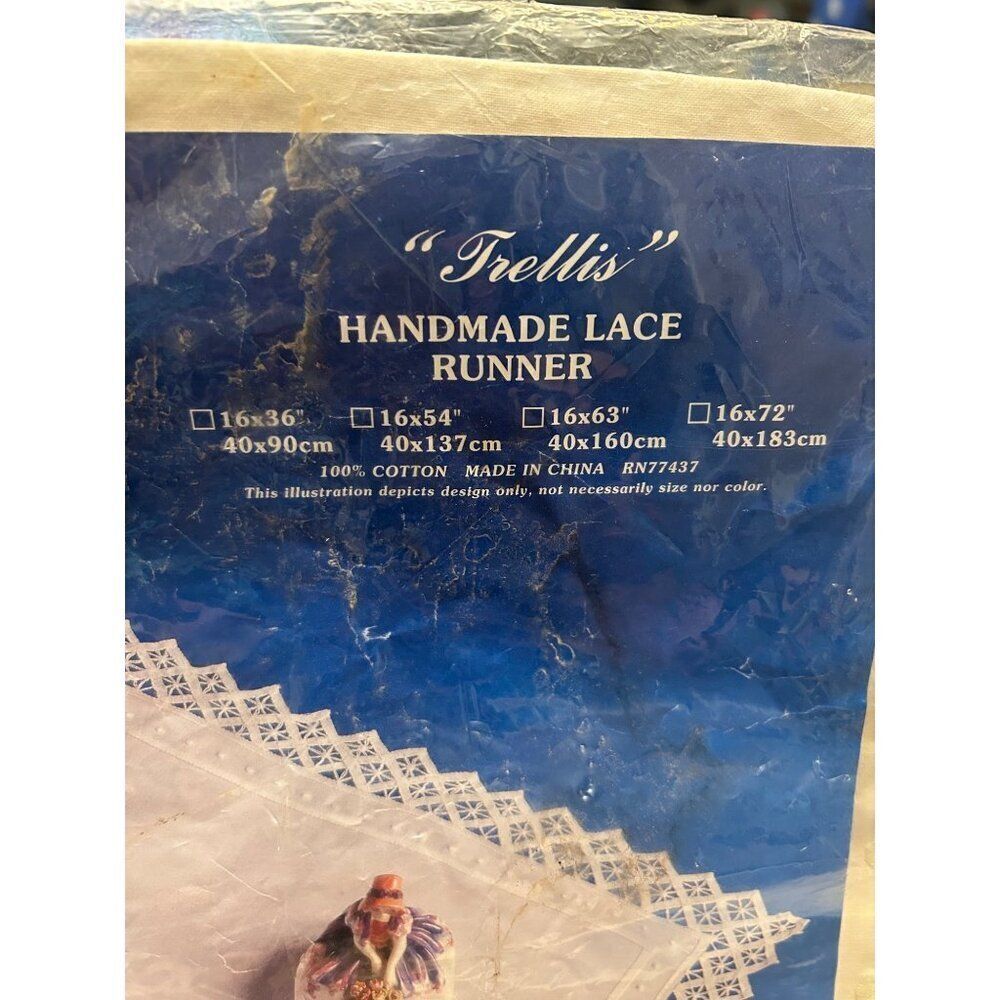 “Trellis”
HANDMADE LACE
RUNNER
☐ 16x36" ☐ 16x54" ☐ 16x63" ☐ 16x72"
40x90cm 40x137cm 40x160cm 40x183cm
100% COTTON MADE IN CHINA RN77437
This illustration depicts design only, not necessarily size nor color.